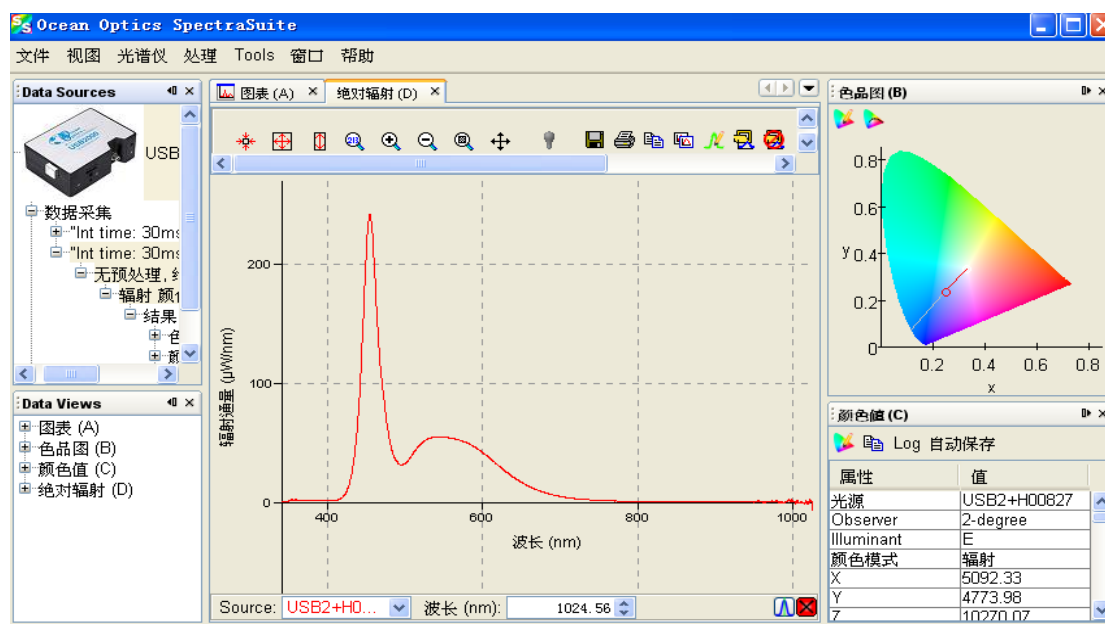 Ocean Optics SpectraSuite
文件 视图 光谱仪 处理 Tools 窗口 帮助
Data Sources
USB
数据采集
"Int time: 30ms
"Int time: 30ms
无预处理,
辐射 颜
结果
色
颜
Data Views
图表 (A)
色品图 (B)
颜色值 (C)
绝对辐射 (D)
图表 (A)
绝对辐射 (D)
辐射通量 (μW/nm)
200
100
0
400 600 800 1000
波长 (nm)
Source: USB2+H0... 波长 (nm): 1024.56
色品图 (B)
y
0.8
0.6
0.4
0.2
0
0.2 0.4 0.6 0.8
x
颜色值 (C)
Log 自动保存
属性 值
光源 USB2+H00827
Observer 2-degree
Illuminant E
颜色模式 辐射
X 5092.33
Y 4773.98
Z 10270.07